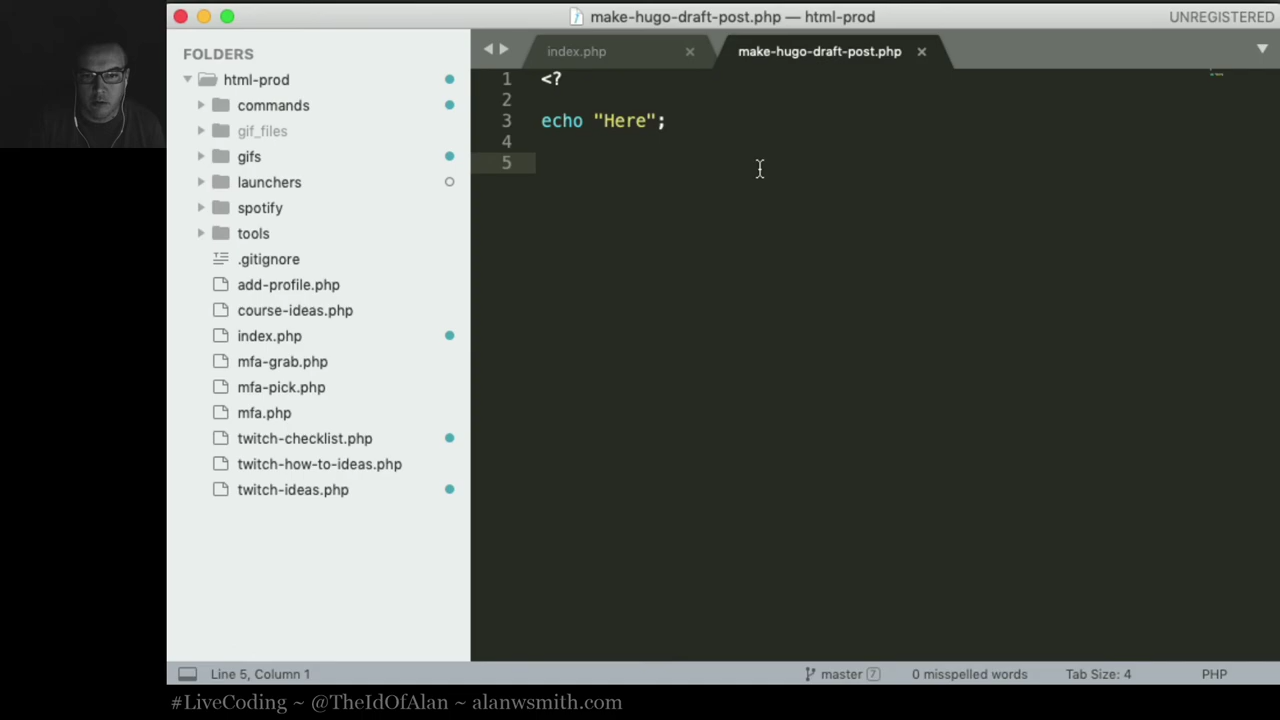 make-hugo-draft-post.php — html-prod
UNREGISTERED
FOLDERS
html-prod
commands
gif_files
gifs
launchers
spotify
tools
.gitignore
add-profile.php
course-ideas.php
index.php
mfa-grab.php
mfa-pick.php
mfa.php
twitch-checklist.php
twitch-how-to-ideas.php
twitch-ideas.php
index.php
make-hugo-draft-post.php
1 <?
2
3 echo "Here";
4
5
Line 5, Column 1
master 7
0 misspelled words
Tab Size: 4
PHP
#LiveCoding ~ @TheIdOfAlan ~ alanwsmith.com